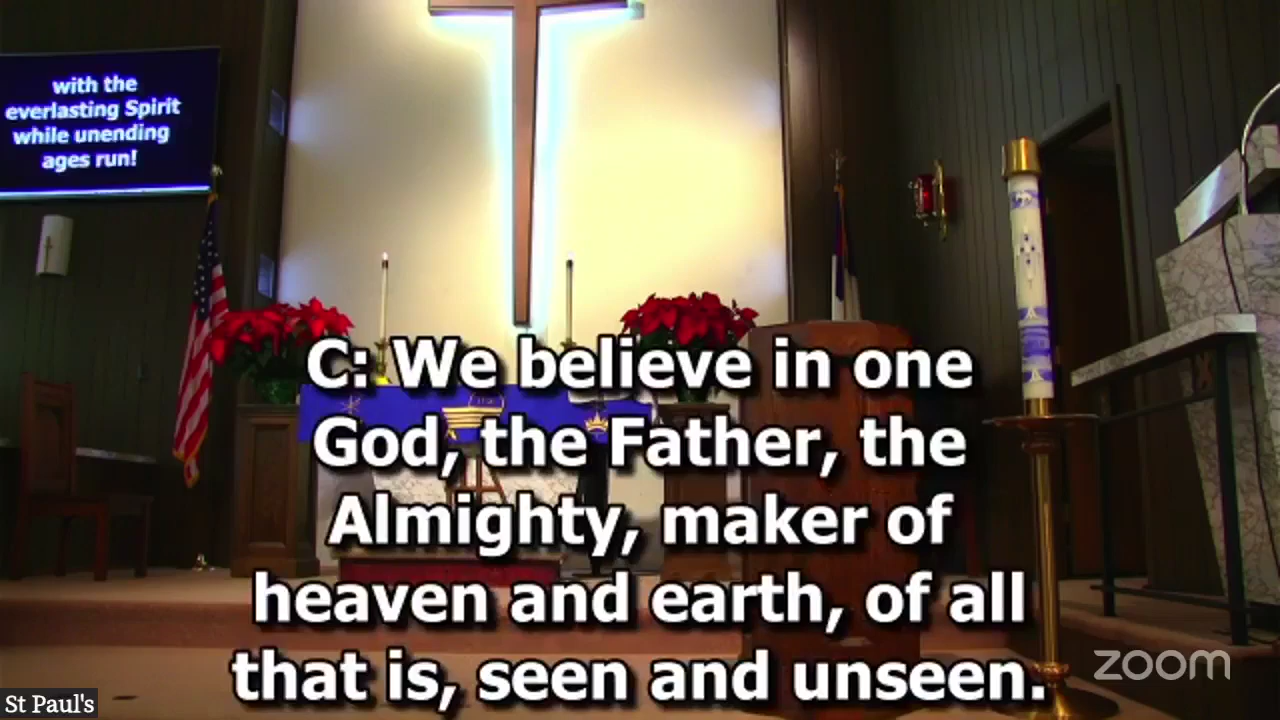 with the
everlasting Spirit
while unending
ages run!
C: We believe in one
God, the Father, the
Almighty, maker of
heaven and earth, of all
that is, seen and unseen.
zoom
St Paul's